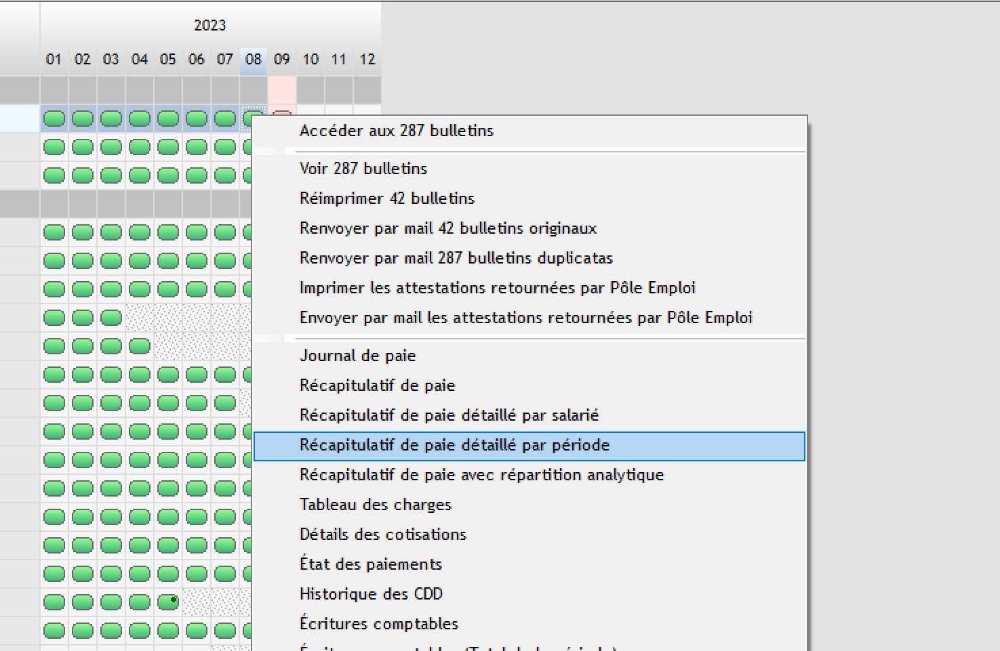 2023
01 02 03 04 05 06 07 08 09 10 11 12
Accéder aux 287 bulletins
Voir 287 bulletins
Réimprimer 42 bulletins
Renvoyer par mail 42 bulletins originaux
Renvoyer par mail 287 bulletins duplicatas
Imprimer les attestations retournées par Pôle Emploi
Envoyer par mail les attestations retournées par Pôle Emploi
Journal de paie
Récapitulatif de paie
Récapitulatif de paie détaillé par salarié
Récapitulatif de paie détaillé par période
Récapitulatif de paie avec répartition analytique
Tableau des charges
Détails des cotisations
État des paiements
Historique des CDD
Écritures comptables